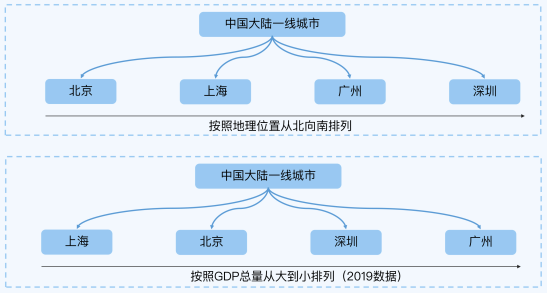 中国大陆一线城市
北京
上海
广州
深圳
按照地理位置从北向南排列
中国大陆一线城市
上海
北京
深圳
广州
按照GDP总量从大到小排列（2019数据）